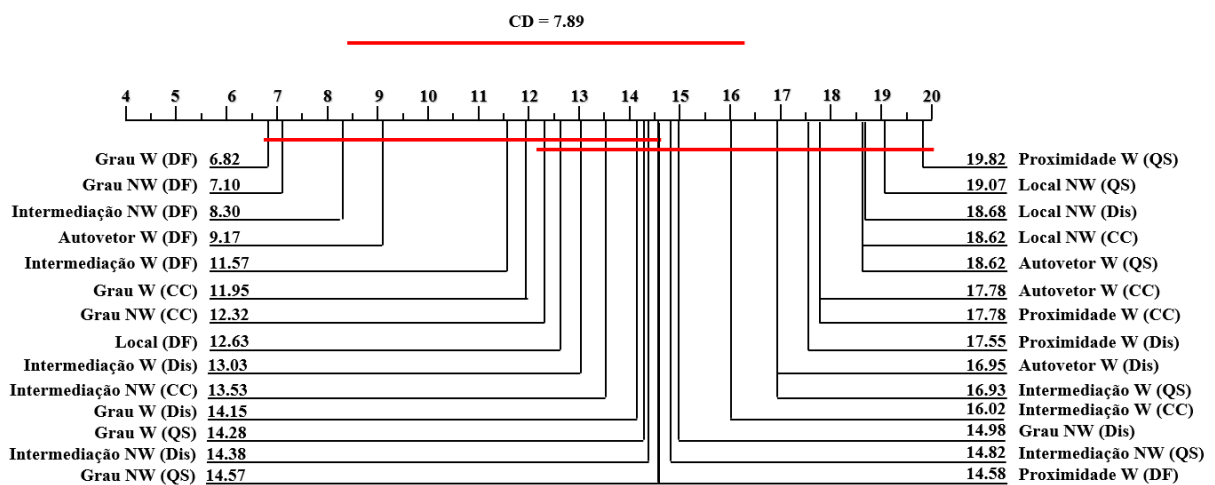 CD = 7.89
4 5 6 7 8 9 10 11 12 13 14 15 16 17 18 19 20
Grau W (DF) 6.82 19.82 Proximidade W (QS)
Grau NW (DF) 7.10 19.07 Local NW (QS)
Intermediação NW (DF) 8.30 18.68 Local NW (Dis)
Autovetor W (DF) 9.17 18.62 Local NW (CC)
Intermediação W (DF) 11.57 18.62 Autovetor W (QS)
Grau W (CC) 11.95 17.78 Autovetor W (CC)
Grau NW (CC) 12.32 17.78 Proximidade W (CC)
Local (DF) 12.63 17.55 Proximidade W (Dis)
Intermediação W (Dis) 13.03 16.95 Autovetor W (Dis)
Intermediação NW (CC) 13.53 16.93 Intermediação W (QS)
Grau W (Dis) 14.15 16.02 Intermediação W (CC)
Grau W (QS) 14.28 14.98 Grau NW (Dis)
Intermediação NW (Dis) 14.38 14.82 Intermediação NW (QS)
Grau NW (QS) 14.57 14.58 Proximidade W (DF)